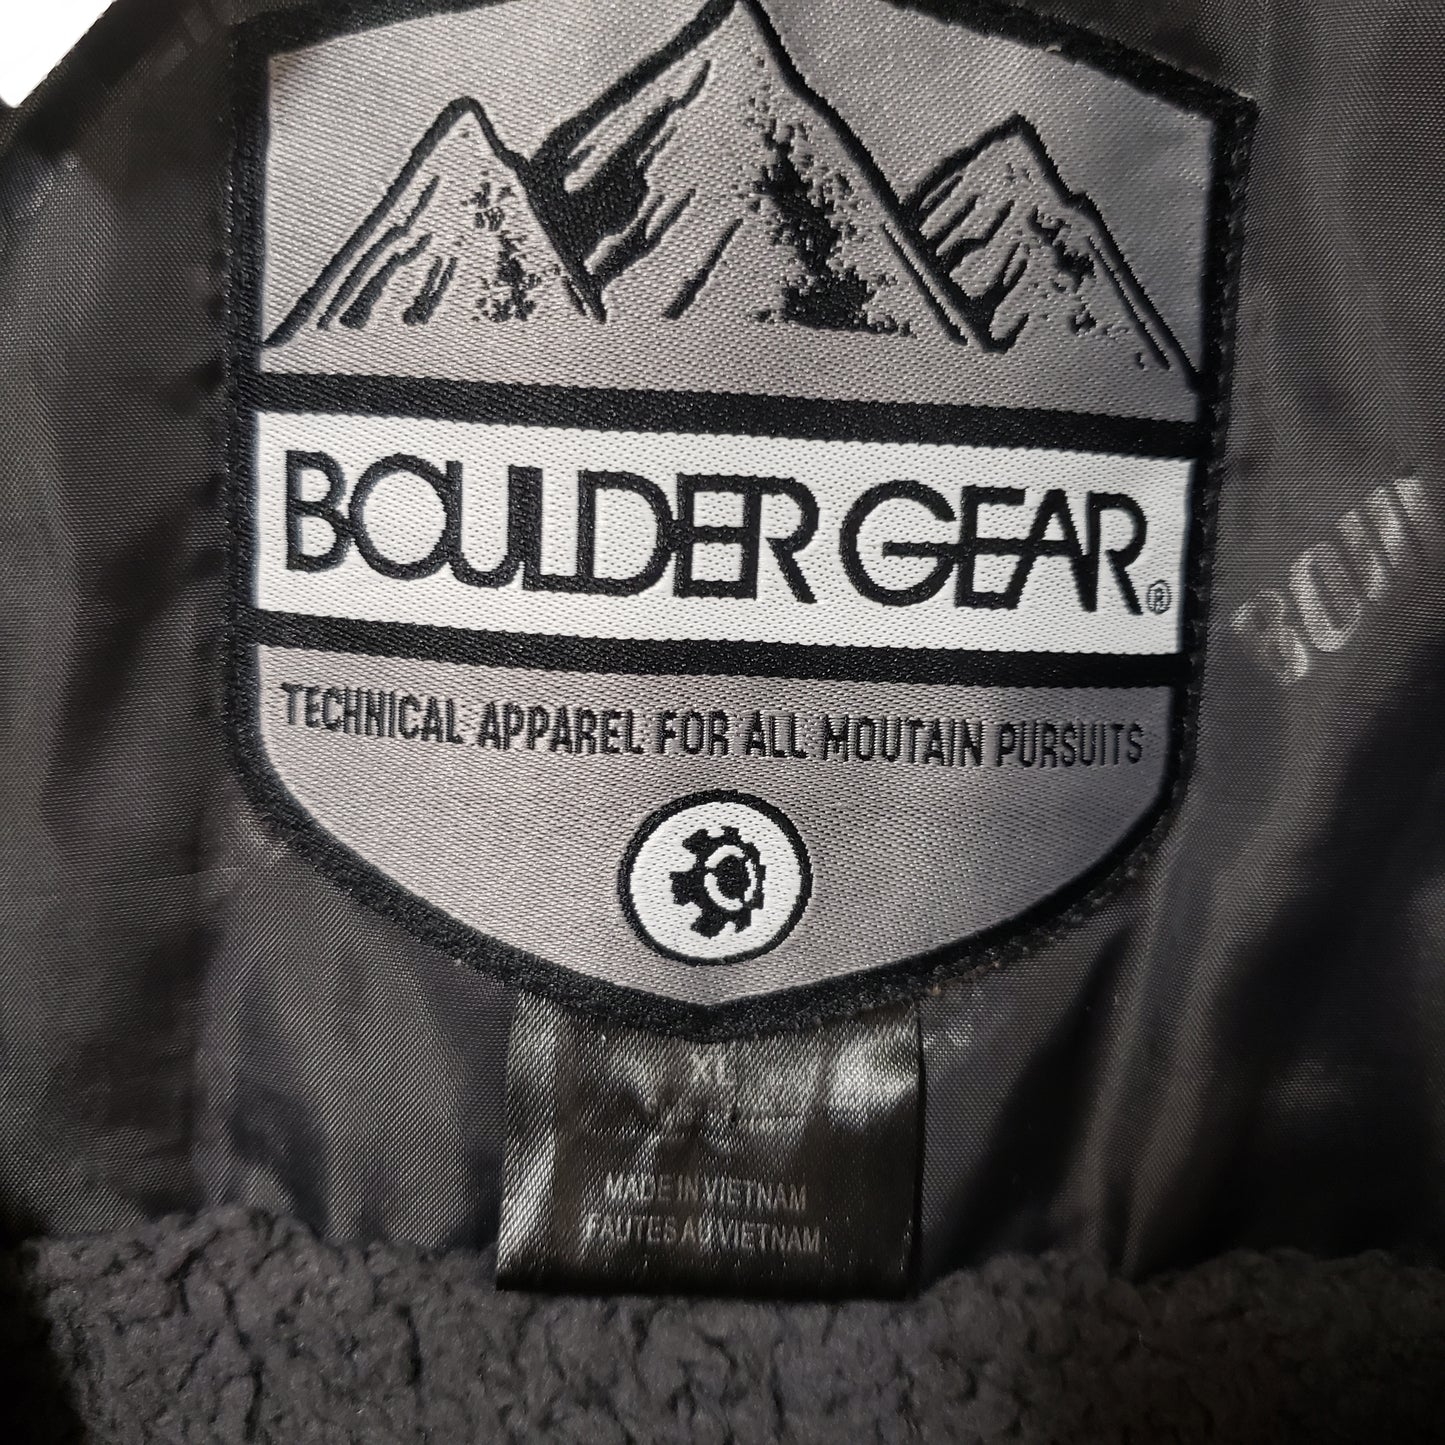 BOULDER GEAR®
TECHNICAL APPAREL FOR ALL MOUTAIN PURSUITS
XL
MADE IN VIETNAM
FAUTES AU VIETNAM